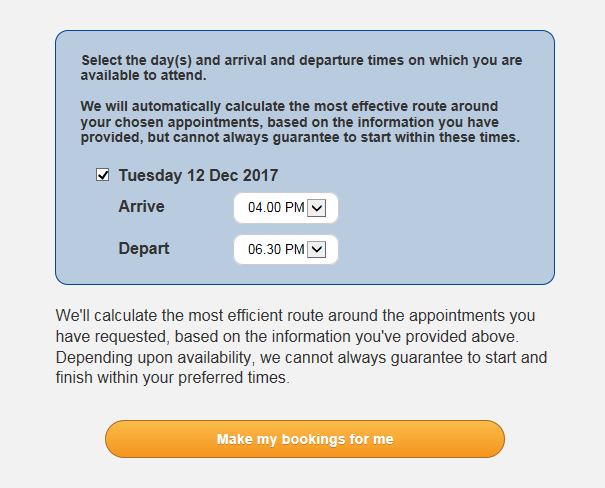 Select the day(s) and arrival and departure times on which you are
available to attend.
We will automatically calculate the most effective route around
your chosen appointments, based on the information you have
provided, but cannot always guarantee to start within these times.
Tuesday 12 Dec 2017
Arrive 04.00 PM
Depart 06.30 PM
We'll calculate the most efficient route around the appointments you
have requested, based on the information you've provided above.
Depending upon availability, we cannot always guarantee to start and
finish within your preferred times.
Make my bookings for me